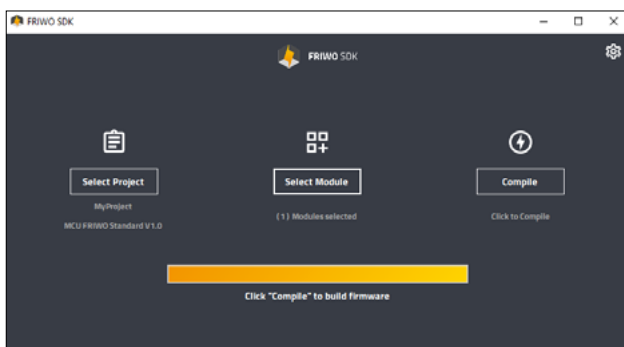 FRIWO SDK
FRIWO SDK
Select Project
Select Module
Compile
MyProject
MCU FRIWO Standard V1.0
(1) Modules selected
Click to Compile
Click "Compile" to build firmware